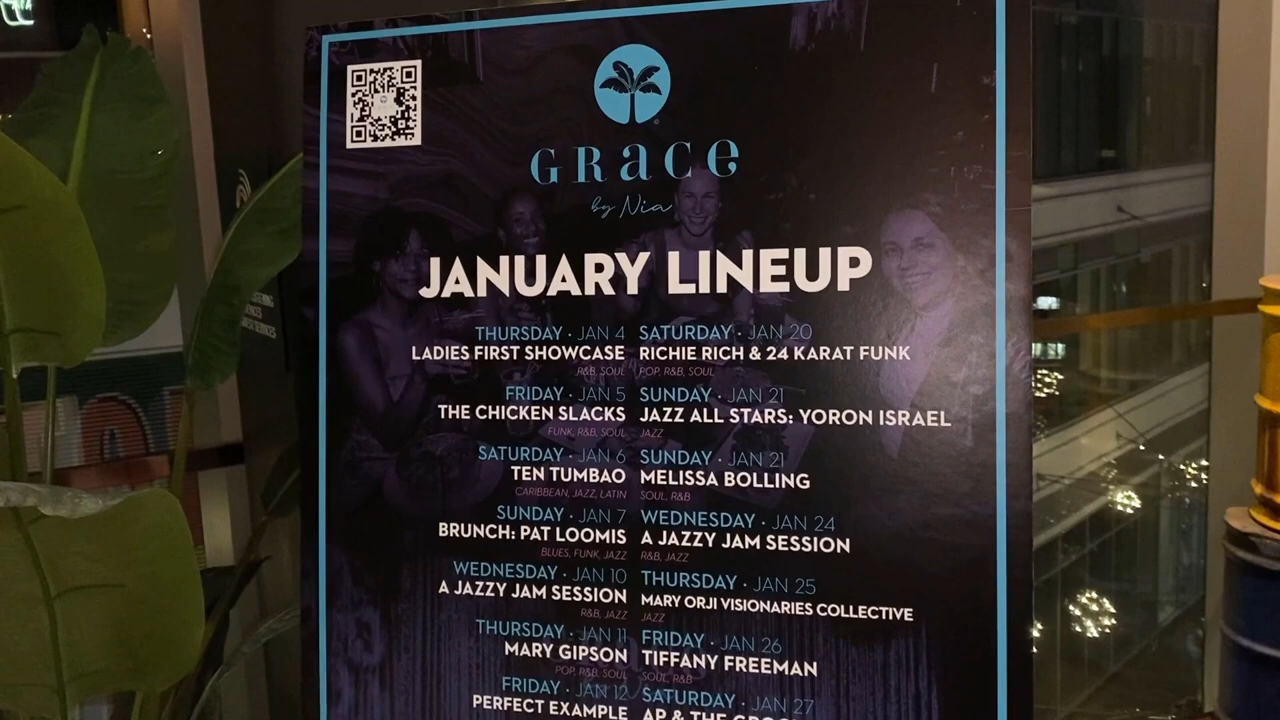 GRACE
by Nia
JANUARY LINEUP
THURSDAY · JAN 4
LADIES FIRST SHOWCASE
R&B, SOUL
FRIDAY · JAN 5
THE CHICKEN SLACKS
FUNK, R&B, SOUL
SATURDAY · JAN 6
TEN TUMBAO
CARIBBEAN, JAZZ, LATIN
SUNDAY · JAN 7
BRUNCH: PAT LOOMIS
BLUES, FUNK, JAZZ
WEDNESDAY · JAN 10
A JAZZY JAM SESSION
R&B, JAZZ
THURSDAY · JAN 11
MARY GIPSON
POP, R&B, SOUL
FRIDAY · JAN 12
PERFECT EXAMPLE
SATURDAY · JAN 20
RICHIE RICH & 24 KARAT FUNK
POP, R&B, SOUL
SUNDAY · JAN 21
JAZZ ALL STARS: YORON ISRAEL
JAZZ
SUNDAY · JAN 21
MELISSA BOLLING
SOUL, R&B
WEDNESDAY · JAN 24
A JAZZY JAM SESSION
R&B, JAZZ
THURSDAY · JAN 25
MARY ORJI VISIONARIES COLLECTIVE
JAZZ
FRIDAY · JAN 26
TIFFANY FREEMAN
SOUL, R&B
SATURDAY · JAN 27
AP & THE